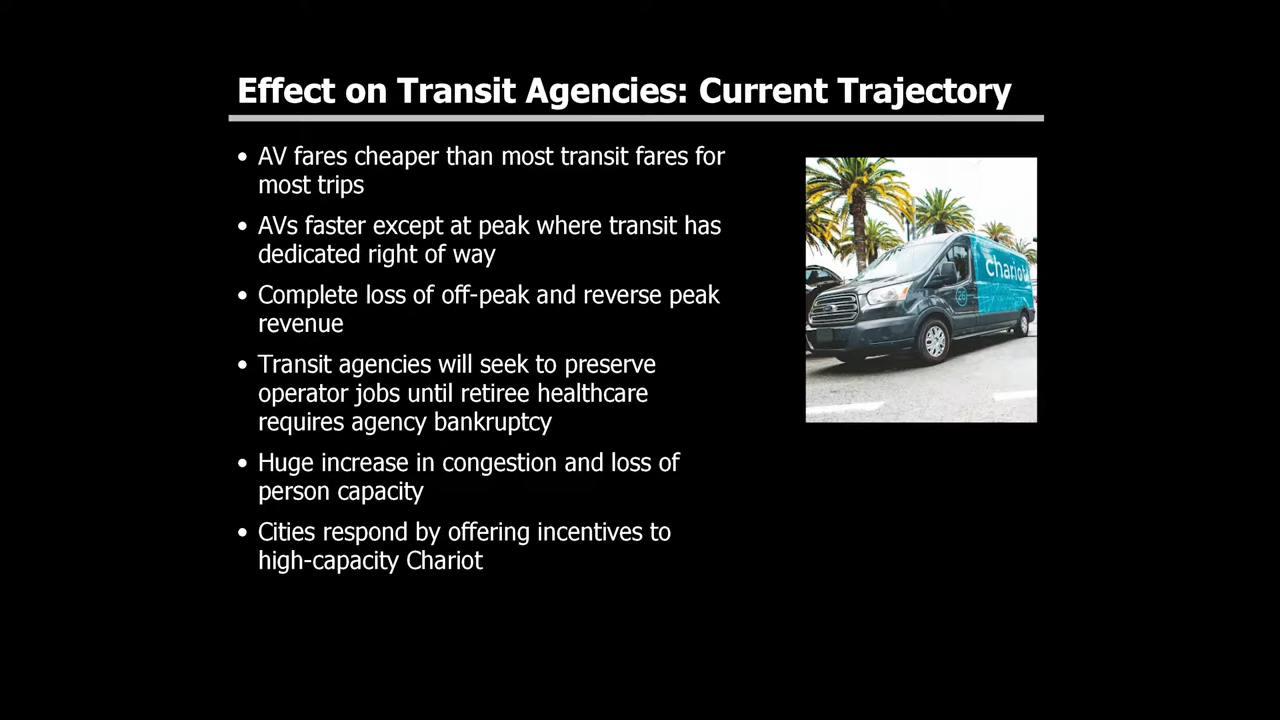 Effect on Transit Agencies: Current Trajectory
• AV fares cheaper than most transit fares for
most trips
• AVs faster except at peak where transit has
dedicated right of way
• Complete loss of off-peak and reverse peak
revenue
• Transit agencies will seek to preserve
operator jobs until retiree healthcare
requires agency bankruptcy
• Huge increase in congestion and loss of
person capacity
• Cities respond by offering incentives to
high-capacity Chariot
chariot
26